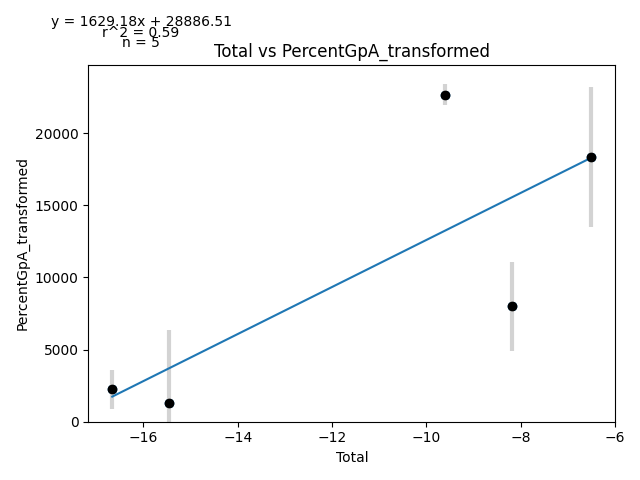 y = 1629.18x + 28886.51
r^2 = 0.59
n = 5
Total vs PercentGpA_transformed
PercentGpA_transformed
20000
15000
10000
5000
0
−16
−14
−12
−10
−8
−6
Total